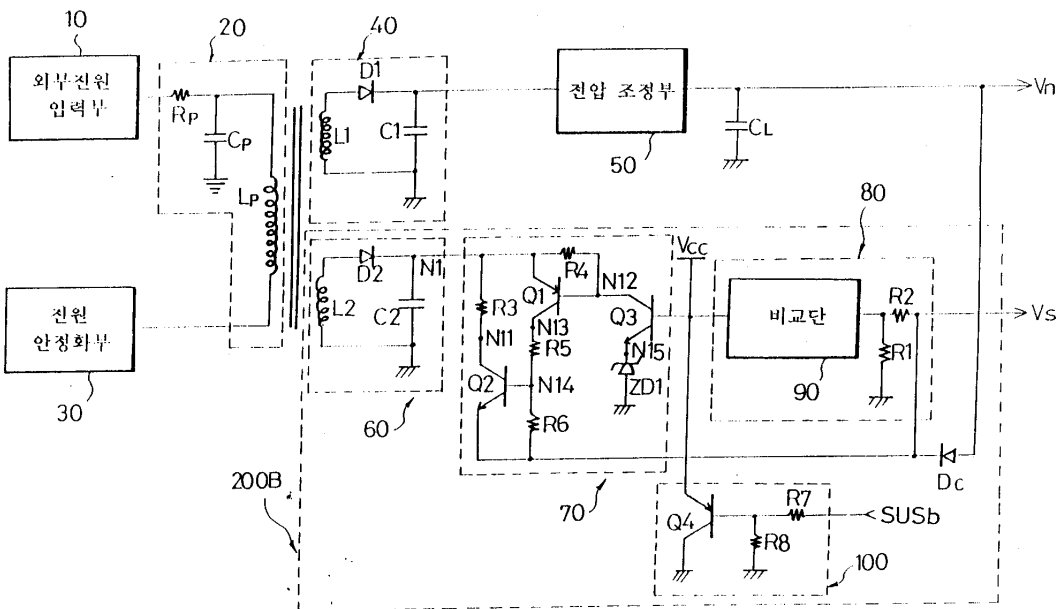 10
외부전원
입력부
20
RP
CP
LP
전원
안정화부
30
40
D1
L1
C1
전압 조정부
50
CL
Vn
D2
N1
L2
C2
60
200B
R3
N11
Q2
Q1
N13
R5
N14
R6
R4
N12
Q3
N15
ZD1
70
Vcc
80
비교단
90
R2
R1
Vs
Dc
Q4
R7
R8
SUSb
100